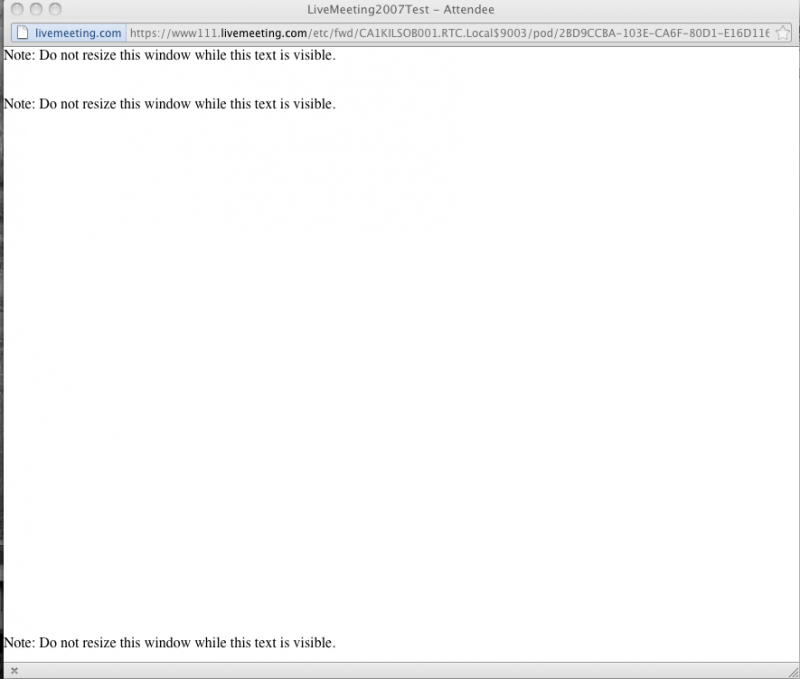 LiveMeeting2007Test – Attendee
livemeeting.com https://www111.livemeeting.com/etc/fwd/CA1KILSOB001.RTC.Local$9003/pod/2BD9CCBA-103E-CA6F-80D1-E16D116
Note: Do not resize this window while this text is visible.
Note: Do not resize this window while this text is visible.
Note: Do not resize this window while this text is visible.